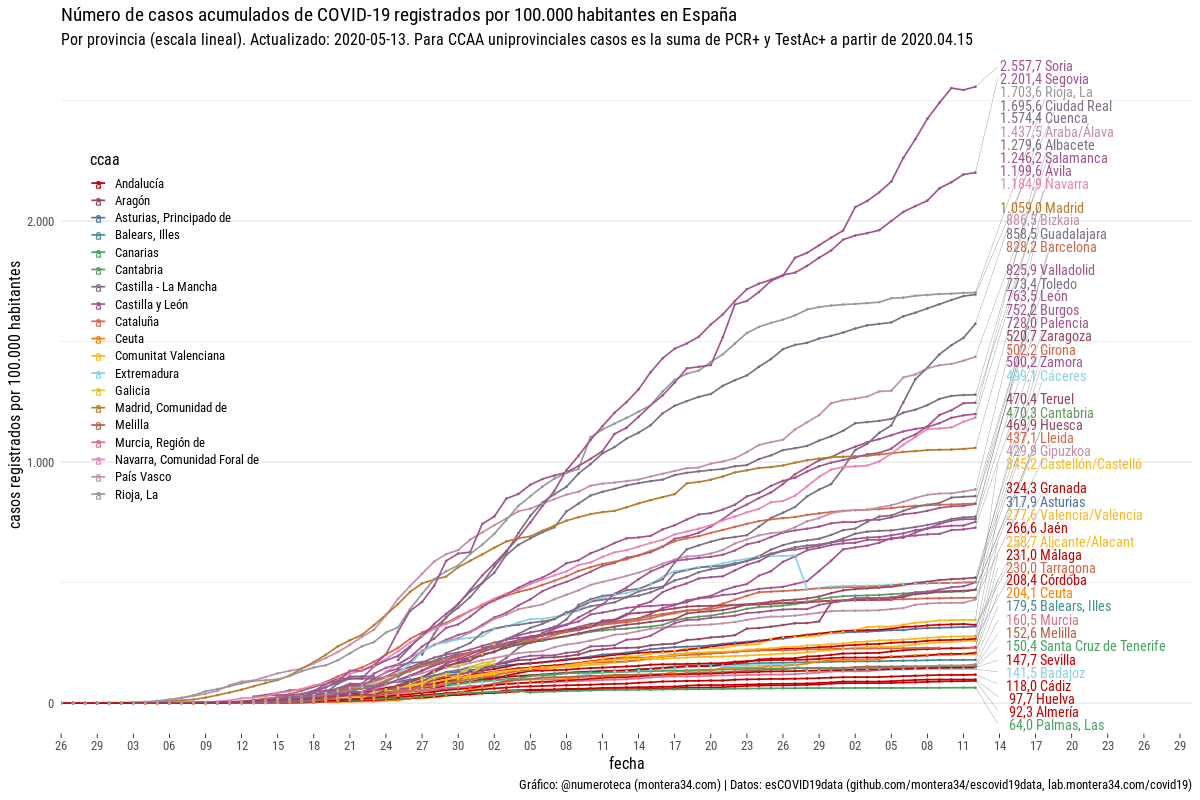 Número de casos acumulados de COVID-19 registrados por 100.000 habitantes en España
Por provincia (escala lineal). Actualizado: 2020-05-13. Para CCAA uniprovinciales casos es la suma de PCR+ y TestAc+ a partir de 2020.04.15
casos registrados por 100.000 habitantes
2.000
1.000
0
ccaa
Andalucía
Aragón
Asturias, Principado de
Balears, Illes
Canarias
Cantabria
Castilla - La Mancha
Castilla y León
Cataluña
Ceuta
Comunitat Valenciana
Extremadura
Galicia
Madrid, Comunidad de
Melilla
Murcia, Región de
Navarra, Comunidad Foral de
País Vasco
Rioja, La
2.557,7 Soria
2.201,4 Segovia
1.703,6 Rioja, La
1.695,6 Ciudad Real
1.574,4 Cuenca
1.437,5 Araba/Álava
1.279,6 Albacete
1.246,2 Salamanca
1.199,6 Ávila
1.184,9 Navarra
1.059,0 Madrid
886,5 Bizkaia
858,5 Guadalajara
828,2 Barcelona
825,9 Valladolid
773,4 Toledo
763,5 León
752,2 Burgos
728,0 Palencia
520,7 Zaragoza
502,2 Girona
500,2 Zamora
499,1 Cáceres
470,4 Teruel
470,3 Cantabria
469,9 Huesca
437,1 Lleida
429,9 Gipuzkoa
345,2 Castellón/Castelló
324,3 Granada
317,9 Asturias
277,6 Valencia/València
266,6 Jaén
258,7 Alicante/Alacant
231,0 Málaga
230,0 Tarragona
208,4 Córdoba
204,1 Ceuta
179,5 Balears, Illes
160,5 Murcia
152,6 Melilla
150,4 Santa Cruz de Tenerife
147,7 Sevilla
141,5 Badajoz
118,0 Cádiz
97,7 Huelva
92,3 Almería
64,0 Palmas, Las
26 29 03 06 09 12 15 18 21 24 27 30 02 05 08 11 14 17 20 23 26 29 02 05 08 11 14 17 20 23 26 29
fecha
Gráfico: @numeroteca (montera34.com) | Datos: esCOVID19data (github.com/montera34/escovid19data, lab.montera34.com/covid19)